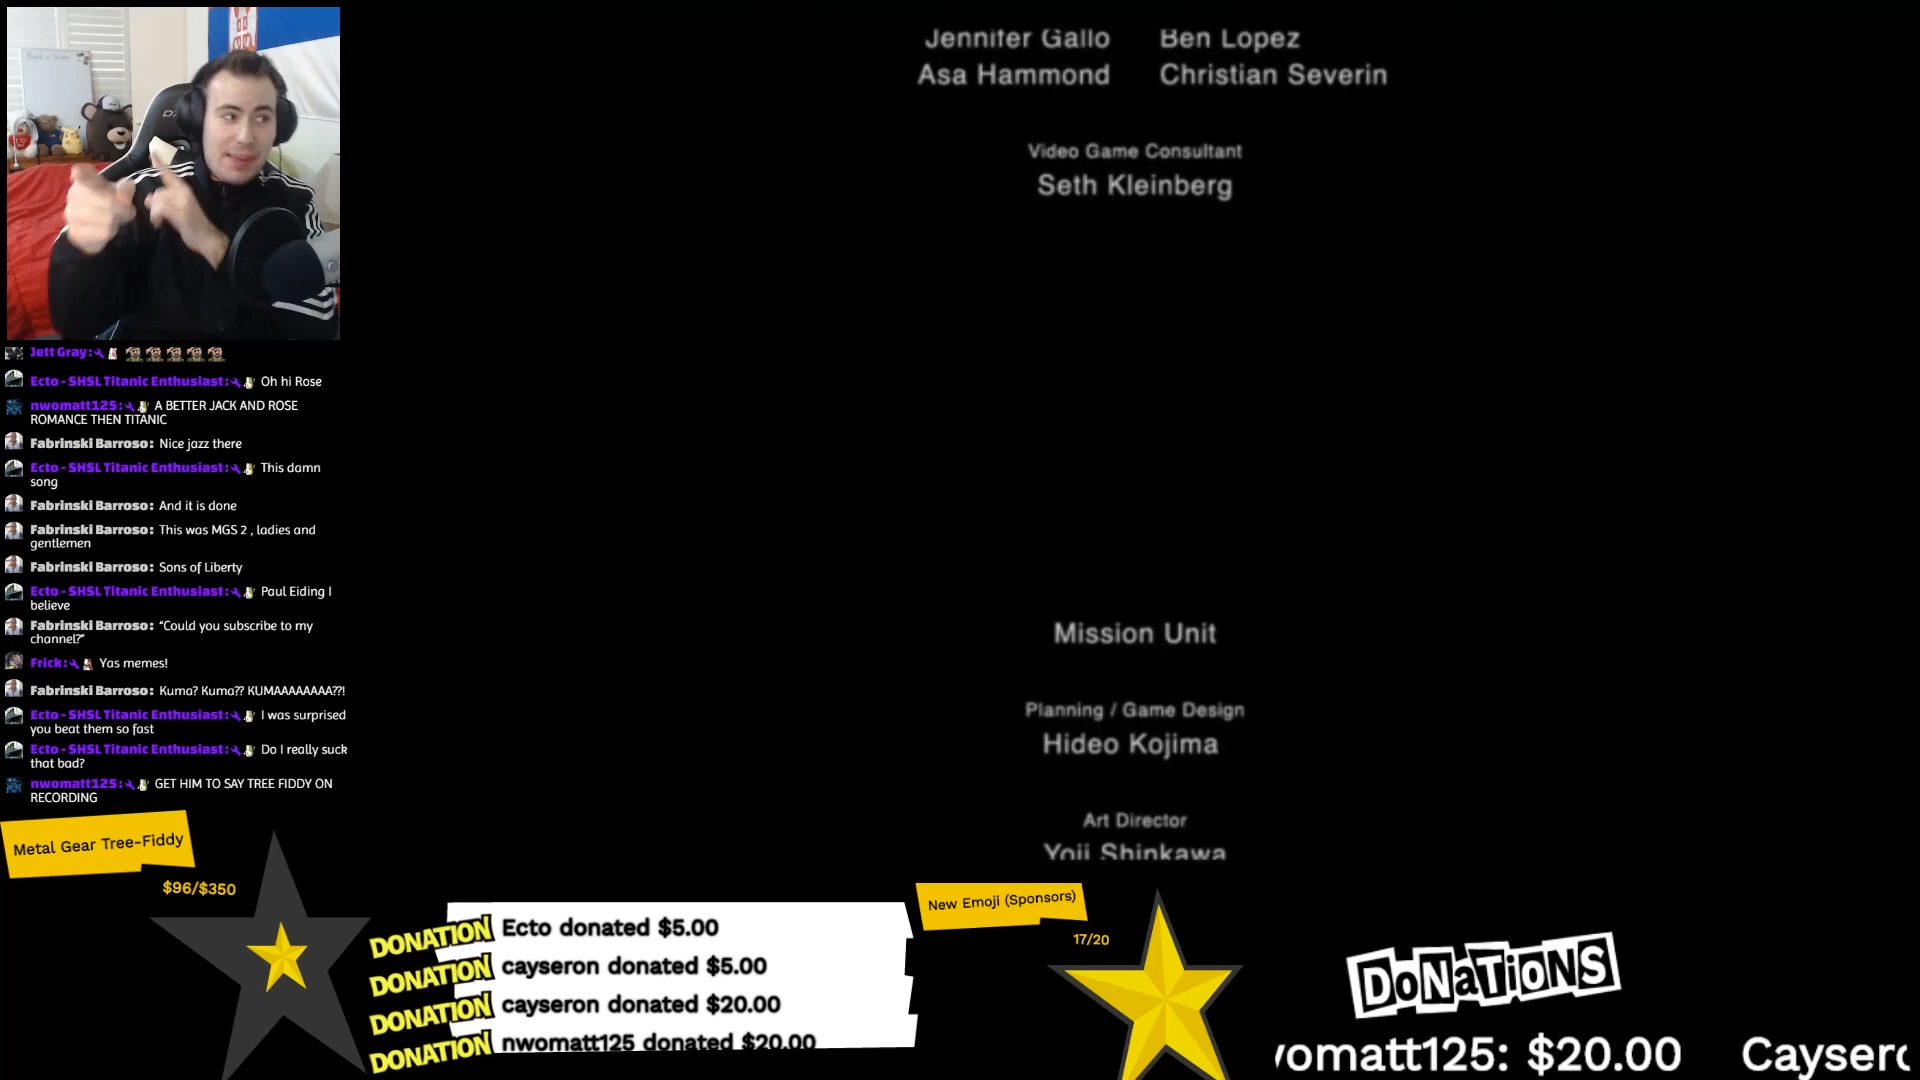 Jennifer Gallo Ben Lopez
Asa Hammond Christian Severin
Video Game Consultant
Seth Kleinberg
Mission Unit
Planning / Game Design
Hideo Kojima
Art Director
Yoji Shinkawa
Jett Gray:
Ecto - SHSL Titanic Enthusiast: Oh hi Rose
nwomatt125: A BETTER JACK AND ROSE
ROMANCE THEN TITANIC
Fabrinski Barroso: Nice jazz there
Ecto - SHSL Titanic Enthusiast: This damn
song
Fabrinski Barroso: And it is done
Fabrinski Barroso: This was MGS 2 , ladies and
gentlemen
Fabrinski Barroso: Sons of Liberty
Ecto - SHSL Titanic Enthusiast: Paul Eiding I
believe
Fabrinski Barroso: “Could you subscribe to my
channel?”
Frick: Yas memes!
Fabrinski Barroso: Kuma? Kuma?? KUMAAAAAAAA??!
Ecto - SHSL Titanic Enthusiast: I was surprised
you beat them so fast
Ecto - SHSL Titanic Enthusiast: Do I really suck
that bad?
nwomatt125: GET HIM TO SAY TREE FIDDY ON
RECORDING
Metal Gear Tree-Fiddy
$96/$350
DONATION Ecto donated $5.00
DONATION cayseron donated $5.00
DONATION cayseron donated $20.00
DONATION nwomatt125 donated $20.00
New Emoji (Sponsors)
17/20
DoNaTiONS
womatt125: $20.00 Caysero